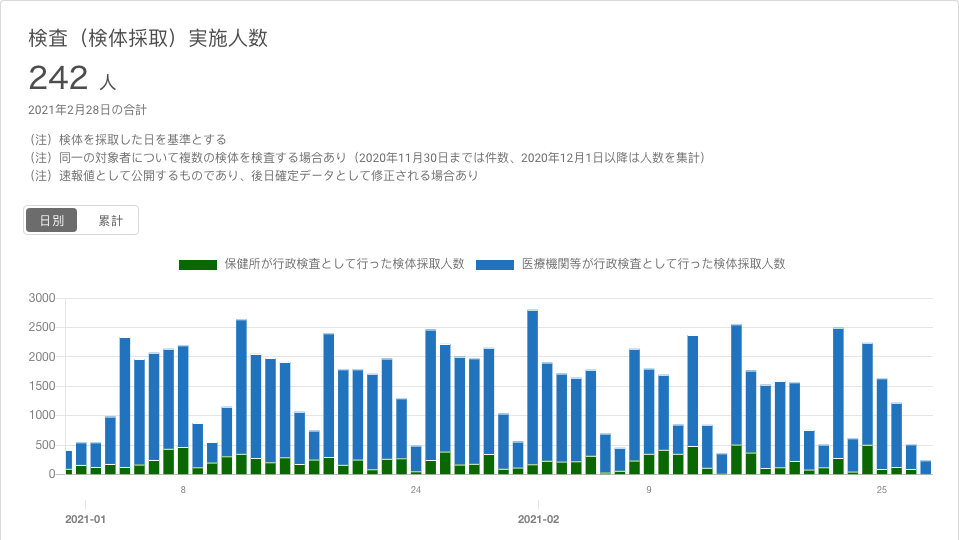 検査（検体採取）実施人数
242 人
2021年2月28日の合計
（注）検体を採取した日を基準とする
（注）同一の対象者について複数の検体を検査する場合あり（2020年11月30日までは件数、2020年12月1日以降は人数を集計）
（注）速報値として公開するものであり、後日確定データとして修正される場合あり
日別 累計
保健所が行政検査として行った検体採取人数 医療機関等が行政検査として行った検体採取人数
3000
2500
2000
1500
1000
500
0
8 24 9 25
2021-01 2021-02